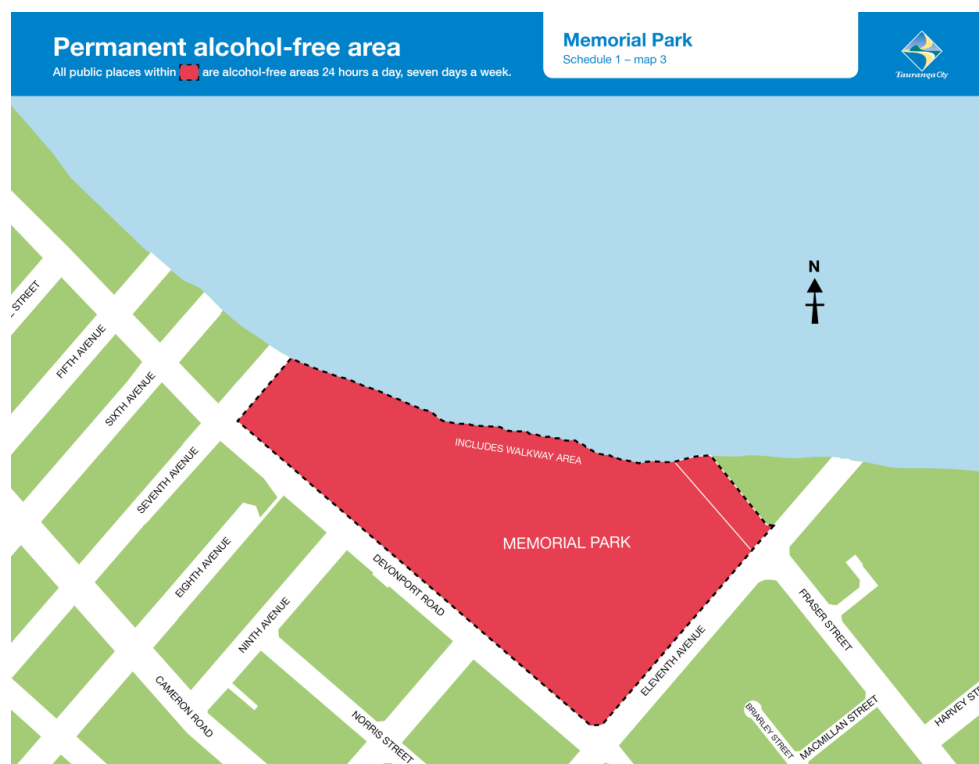 Permanent alcohol-free area
All public places within are alcohol-free areas 24 hours a day, seven days a week.
Memorial Park
Schedule 1 – map 3
Tauranga City
N
STREET
FIFTH AVENUE
SIXTH AVENUE
SEVENTH AVENUE
EIGHTH AVENUE
NINTH AVENUE
CAMERON ROAD
NORRIS STREET
DEVONPORT ROAD
INCLUDES WALKWAY AREA
MEMORIAL PARK
ELEVENTH AVENUE
FRASER STREET
BRIARLEY STREET
MACMILLAN STREET
HARVEY